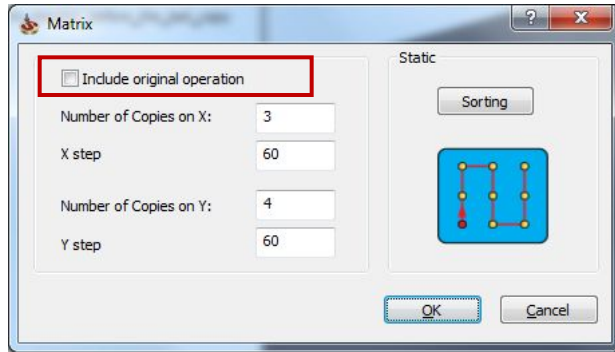 Matrix
?
Include original operation
Number of Copies on X: 3
X step 60
Number of Copies on Y: 4
Y step 60
Static
Sorting
OK
Cancel